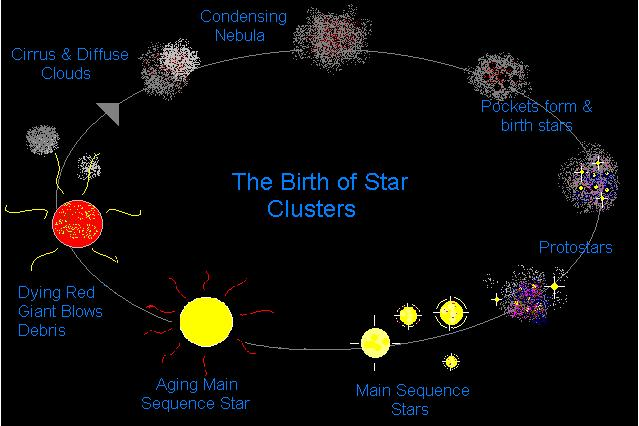 Condensing
Nebula
Cirrus & Diffuse
Clouds
Pockets form &
birth stars
The Birth of Star
Clusters
Protostars
Dying Red
Giant Blows
Debris
Aging Main
Sequence Star
Main Sequence
Stars